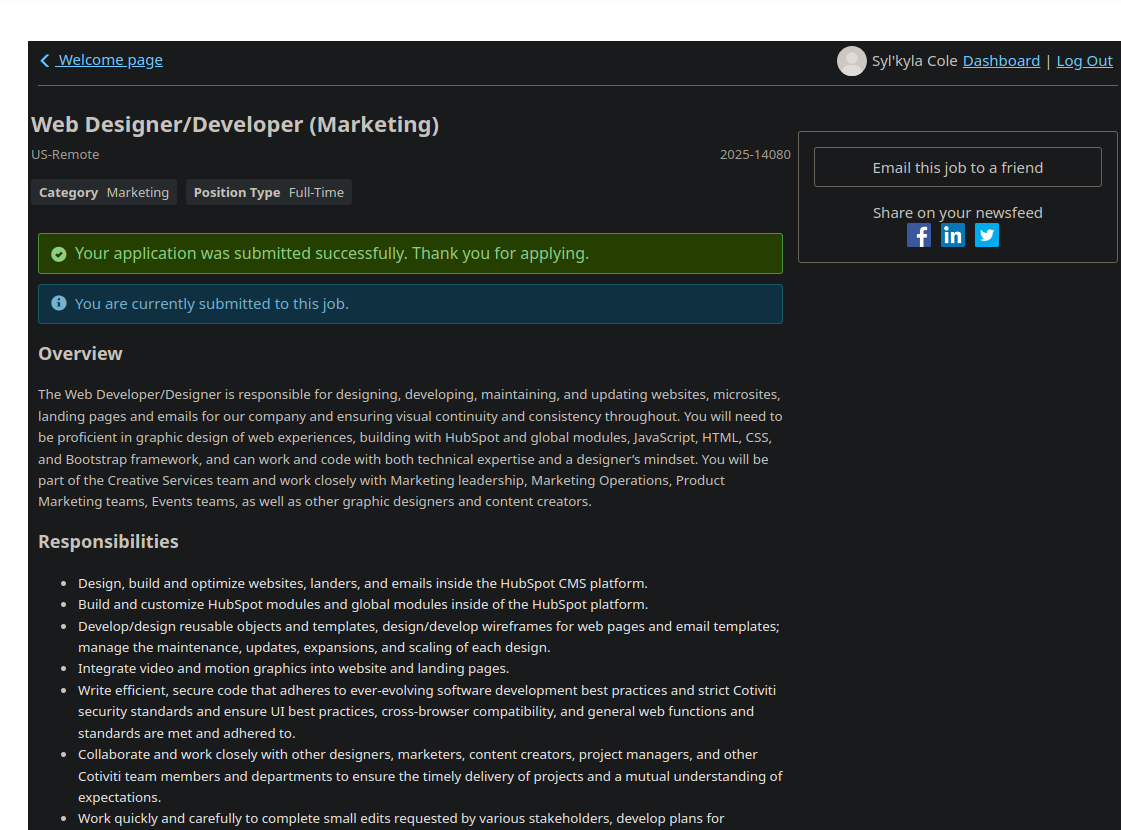 Welcome page
Syl'kyla Cole Dashboard | Log Out
Web Designer/Developer (Marketing)
US-Remote
2025-14080
Category Marketing Position Type Full-Time
Your application was submitted successfully. Thank you for applying.
You are currently submitted to this job.
Email this job to a friend
Share on your newsfeed
Overview
The Web Developer/Designer is responsible for designing, developing, maintaining, and updating websites, microsites,
landing pages and emails for our company and ensuring visual continuity and consistency throughout. You will need to
be proficient in graphic design of web experiences, building with HubSpot and global modules, JavaScript, HTML, CSS,
and Bootstrap framework, and can work and code with both technical expertise and a designer’s mindset. You will be
part of the Creative Services team and work closely with Marketing leadership, Marketing Operations, Product
Marketing teams, Events teams, as well as other graphic designers and content creators.
Responsibilities
• Design, build and optimize websites, landers, and emails inside the HubSpot CMS platform.
• Build and customize HubSpot modules and global modules inside of the HubSpot platform.
• Develop/design reusable objects and templates, design/develop wireframes for web pages and email templates;
manage the maintenance, updates, expansions, and scaling of each design.
• Integrate video and motion graphics into website and landing pages.
• Write efficient, secure code that adheres to ever-evolving software development best practices and strict Cotiviti
security standards and ensure UI best practices, cross-browser compatibility, and general web functions and
standards are met and adhered to.
• Collaborate and work closely with other designers, marketers, content creators, project managers, and other
Cotiviti team members and departments to ensure the timely delivery of projects and a mutual understanding of
expectations.
• Work quickly and carefully to complete small edits requested by various stakeholders, develop plans for